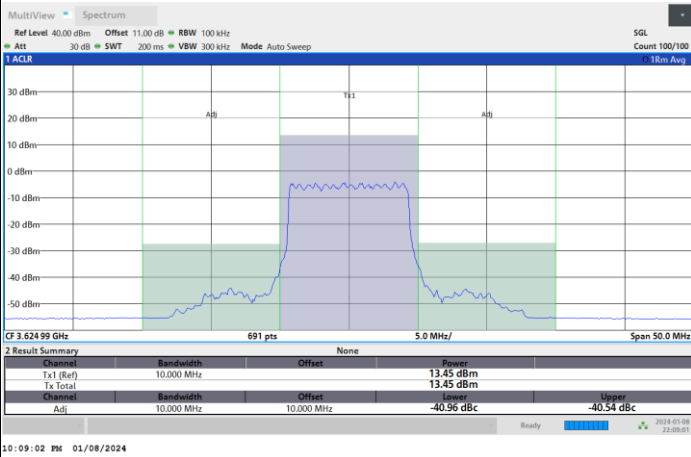 MultiView Spectrum
Ref Level 40.00 dBm Offset 11.00 dB RBW 100 kHz SGL
Att 30 dB SWT 200 ms VBW 300 kHz Mode Auto Sweep Count 100/100
1 ACLR 1Rm Avg
Tx1
Adj Adj
30 dBm
20 dBm
10 dBm
0 dBm
-10 dBm
-20 dBm
-30 dBm
-40 dBm
-50 dBm
CF 3.624 99 GHz 691 pts 5.0 MHz/ Span 50.0 MHz
2 Result Summary None
Channel Bandwidth Offset Power
Tx1 (Ref) 10.000 MHz 13.45 dBm
Tx Total 13.45 dBm
Channel Bandwidth Offset Lower Upper
Adj 10.000 MHz 10.000 MHz -40.96 dBc -40.54 dBc
Ready 2024-01-08
22:09:01
10:09:02 PM 01/08/2024